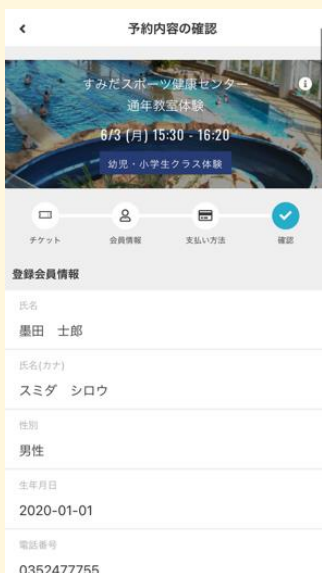 予約内容の確認
すみだスポーツ健康センター
通年教室体験
6/3 (月) 15:30 - 16:20
幼児・小学生クラス体験
チケット
会員情報
支払い方法
確認
登録会員情報
氏名
墨田　士郎
氏名(カナ)
スミダ　シロウ
性別
男性
生年月日
2020-01-01
電話番号
0352477755